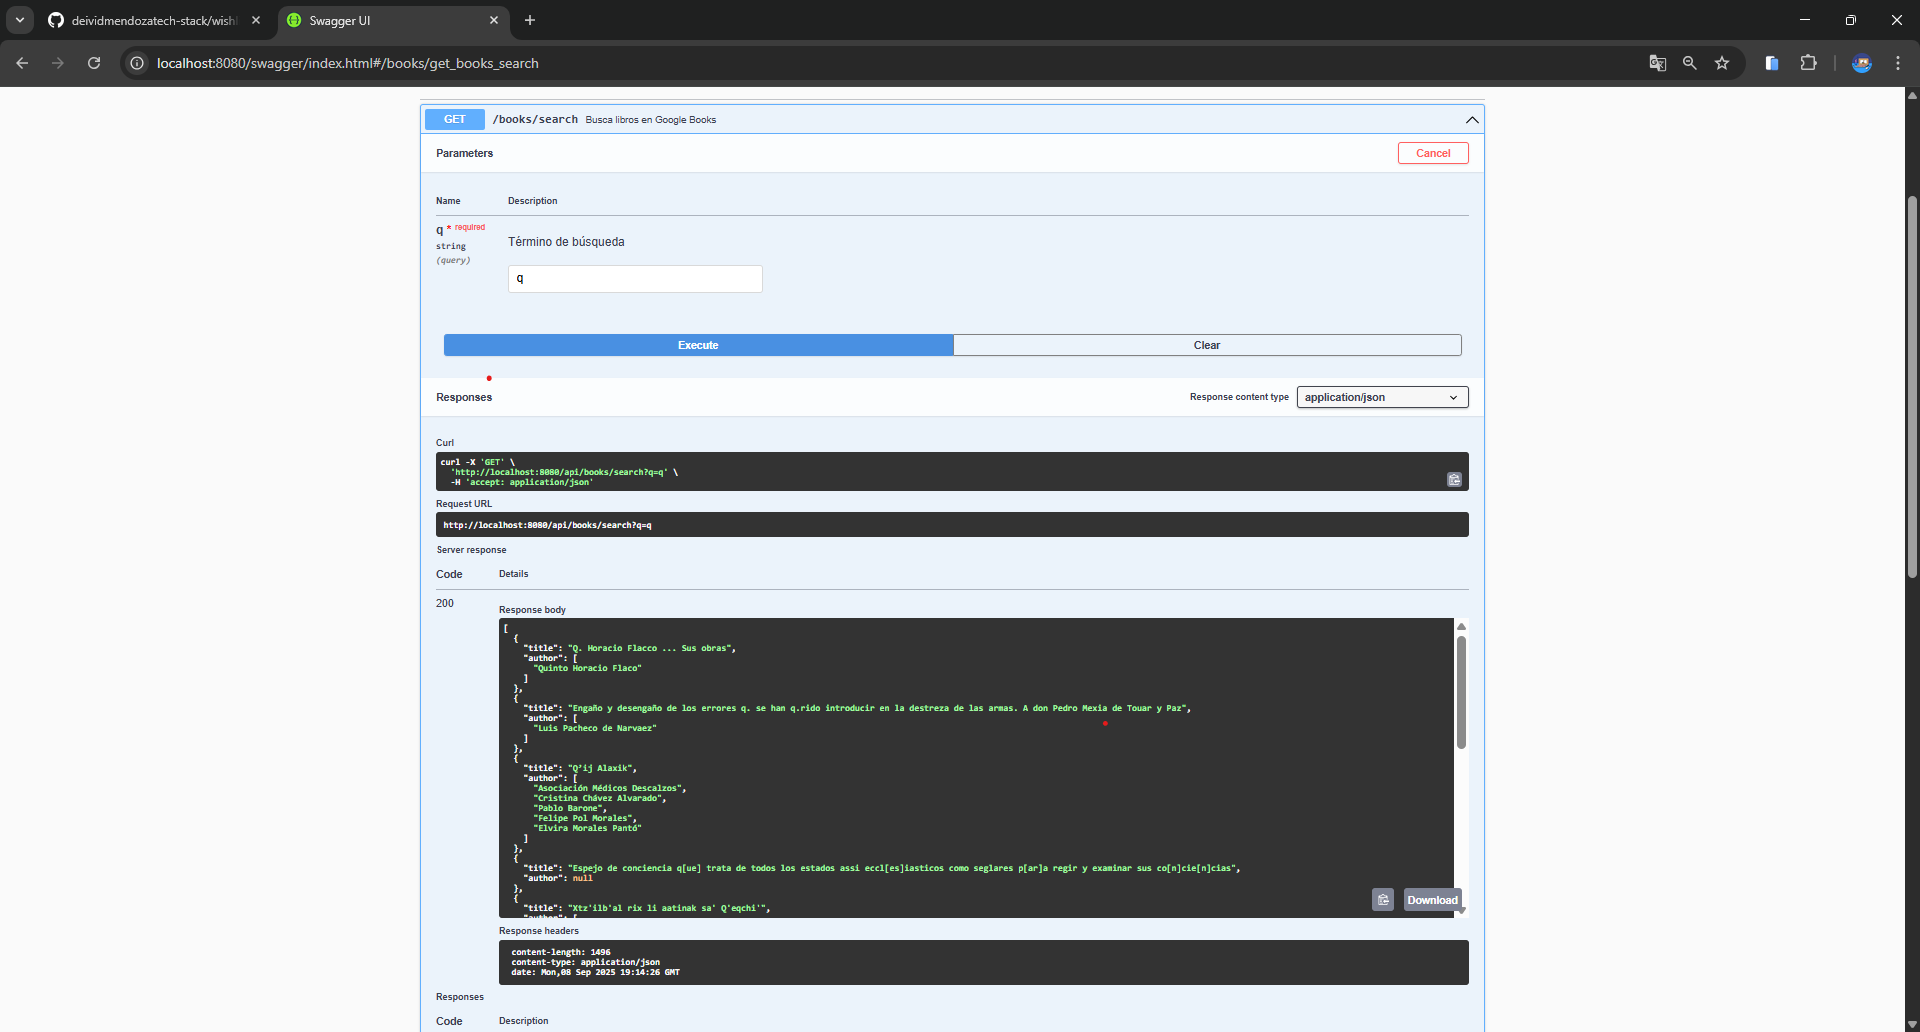 deividmendozatech-stack/wishl
Swagger UI
localhost:8080/swagger/index.html#/books/get_books_search
GET /books/search Busca libros en Google Books
Parameters
Cancel
Name Description
q * required
string
(query)
Término de búsqueda
q
Execute
Clear
Responses
Response content type
application/json
Curl
curl -X 'GET' \
'http://localhost:8080/api/books/search?q=q' \
-H 'accept: application/json'
Request URL
http://localhost:8080/api/books/search?q=q
Server response
Code Details
200
Response body
[
{
"title": "Q. Horacio Flacco ... Sus obras",
"author": [
"Quinto Horacio Flaco"
]
},
{
"title": "Engaño y desengaño de los errores q. se han q.rido introducir en la destreza de las armas. A don Pedro Mexia de Touar y Paz",
"author": [
"Luis Pacheco de Narvaez"
]
},
{
"title": "Q’ij Alaxik",
"author": [
"Asociación Médicos Descalzos",
"Cristina Chávez Alvarado",
"Pablo Barone",
"Felipe Pol Morales",
"Elvira Morales Pantó"
]
},
{
"title": "Espejo de conciencia q[ue] trata de todos los estados assi eccl[es]iasticos como seglares p[ar]a regir y examinar sus co[n]cie[n]cias",
"author": null
},
{
"title": "Xtz'ilb'al rix li aatinak sa' Q'eqchi'",
"author": [
Download
Response headers
content-length: 1496
content-type: application/json
date: Mon,08 Sep 2025 19:14:26 GMT
Responses
Code Description